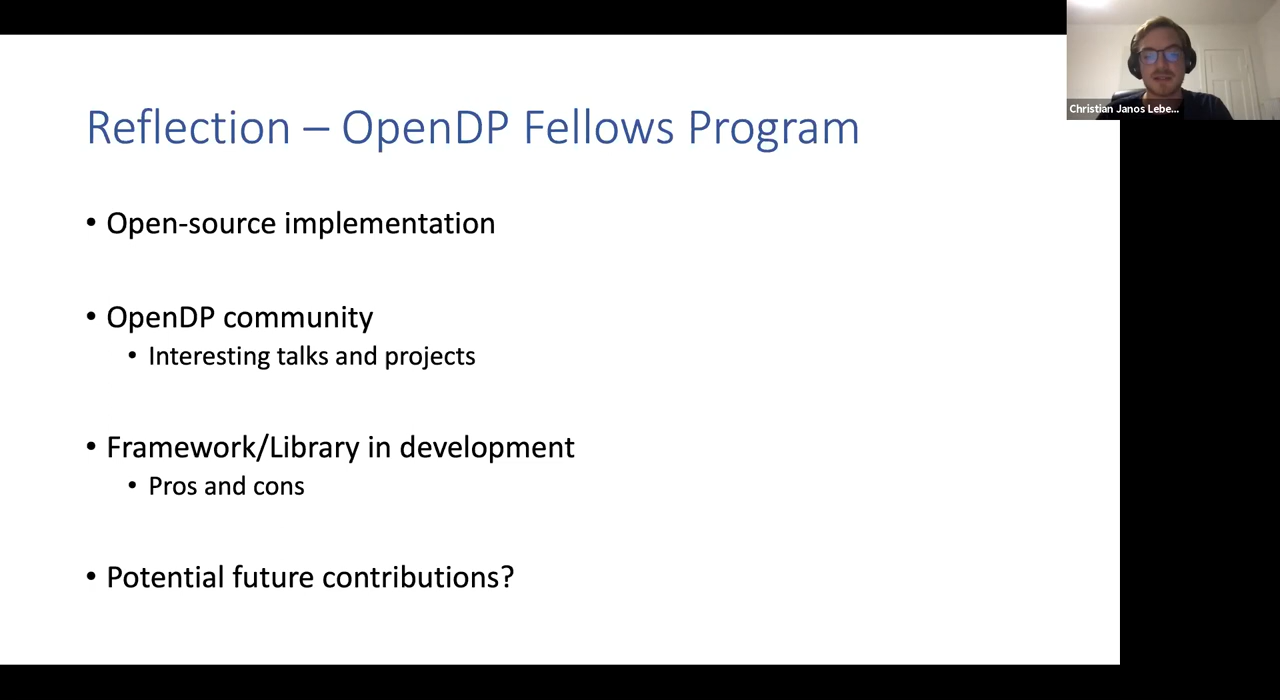 Christian Janos Lebe...
Reflection – OpenDP Fellows Program
• Open-source implementation
• OpenDP community
• Interesting talks and projects
• Framework/Library in development
• Pros and cons
• Potential future contributions?